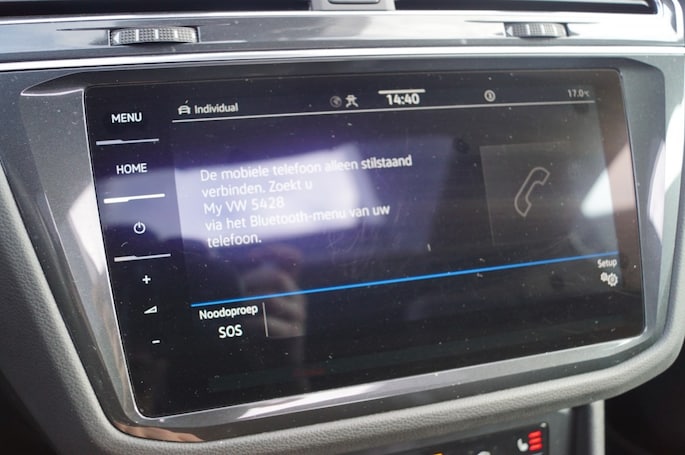 MENU
HOME
+
-
Individual
14:40
17.0°C
De mobiele telefoon alleen stilstaand
verbinden. Zoekt u
My VW 5428
via het Bluetooth-menu van uw
telefoon.
Setup
Noodoproep
SOS